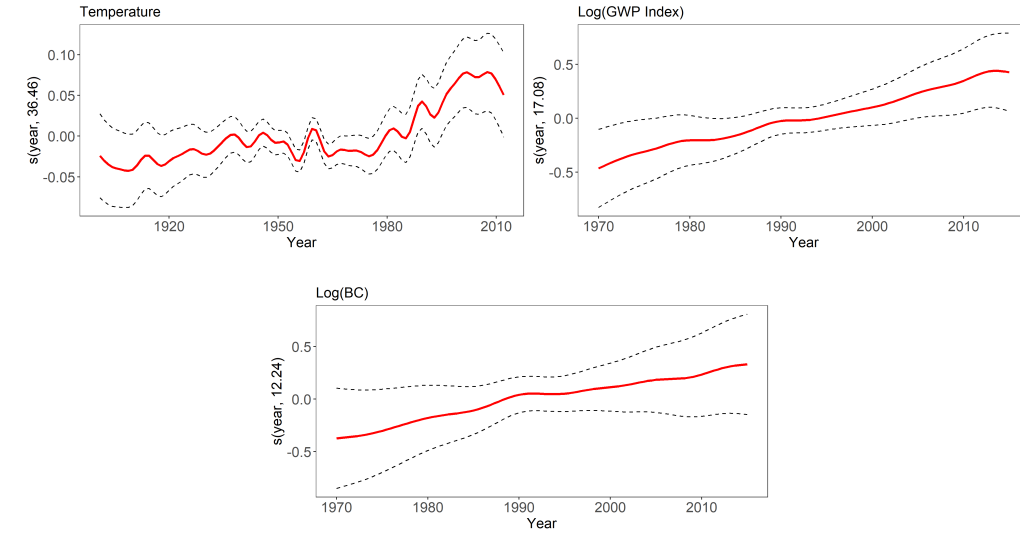 Temperature
s(year, 36.46)
0.10
0.05
0.00
-0.05
1920 1950 1980 2010
Year
Log(GWP Index)
s(year, 17.08)
0.5
0.0
-0.5
1970 1980 1990 2000 2010
Year
Log(BC)
s(year, 12.24)
0.5
0.0
-0.5
1970 1980 1990 2000 2010
Year